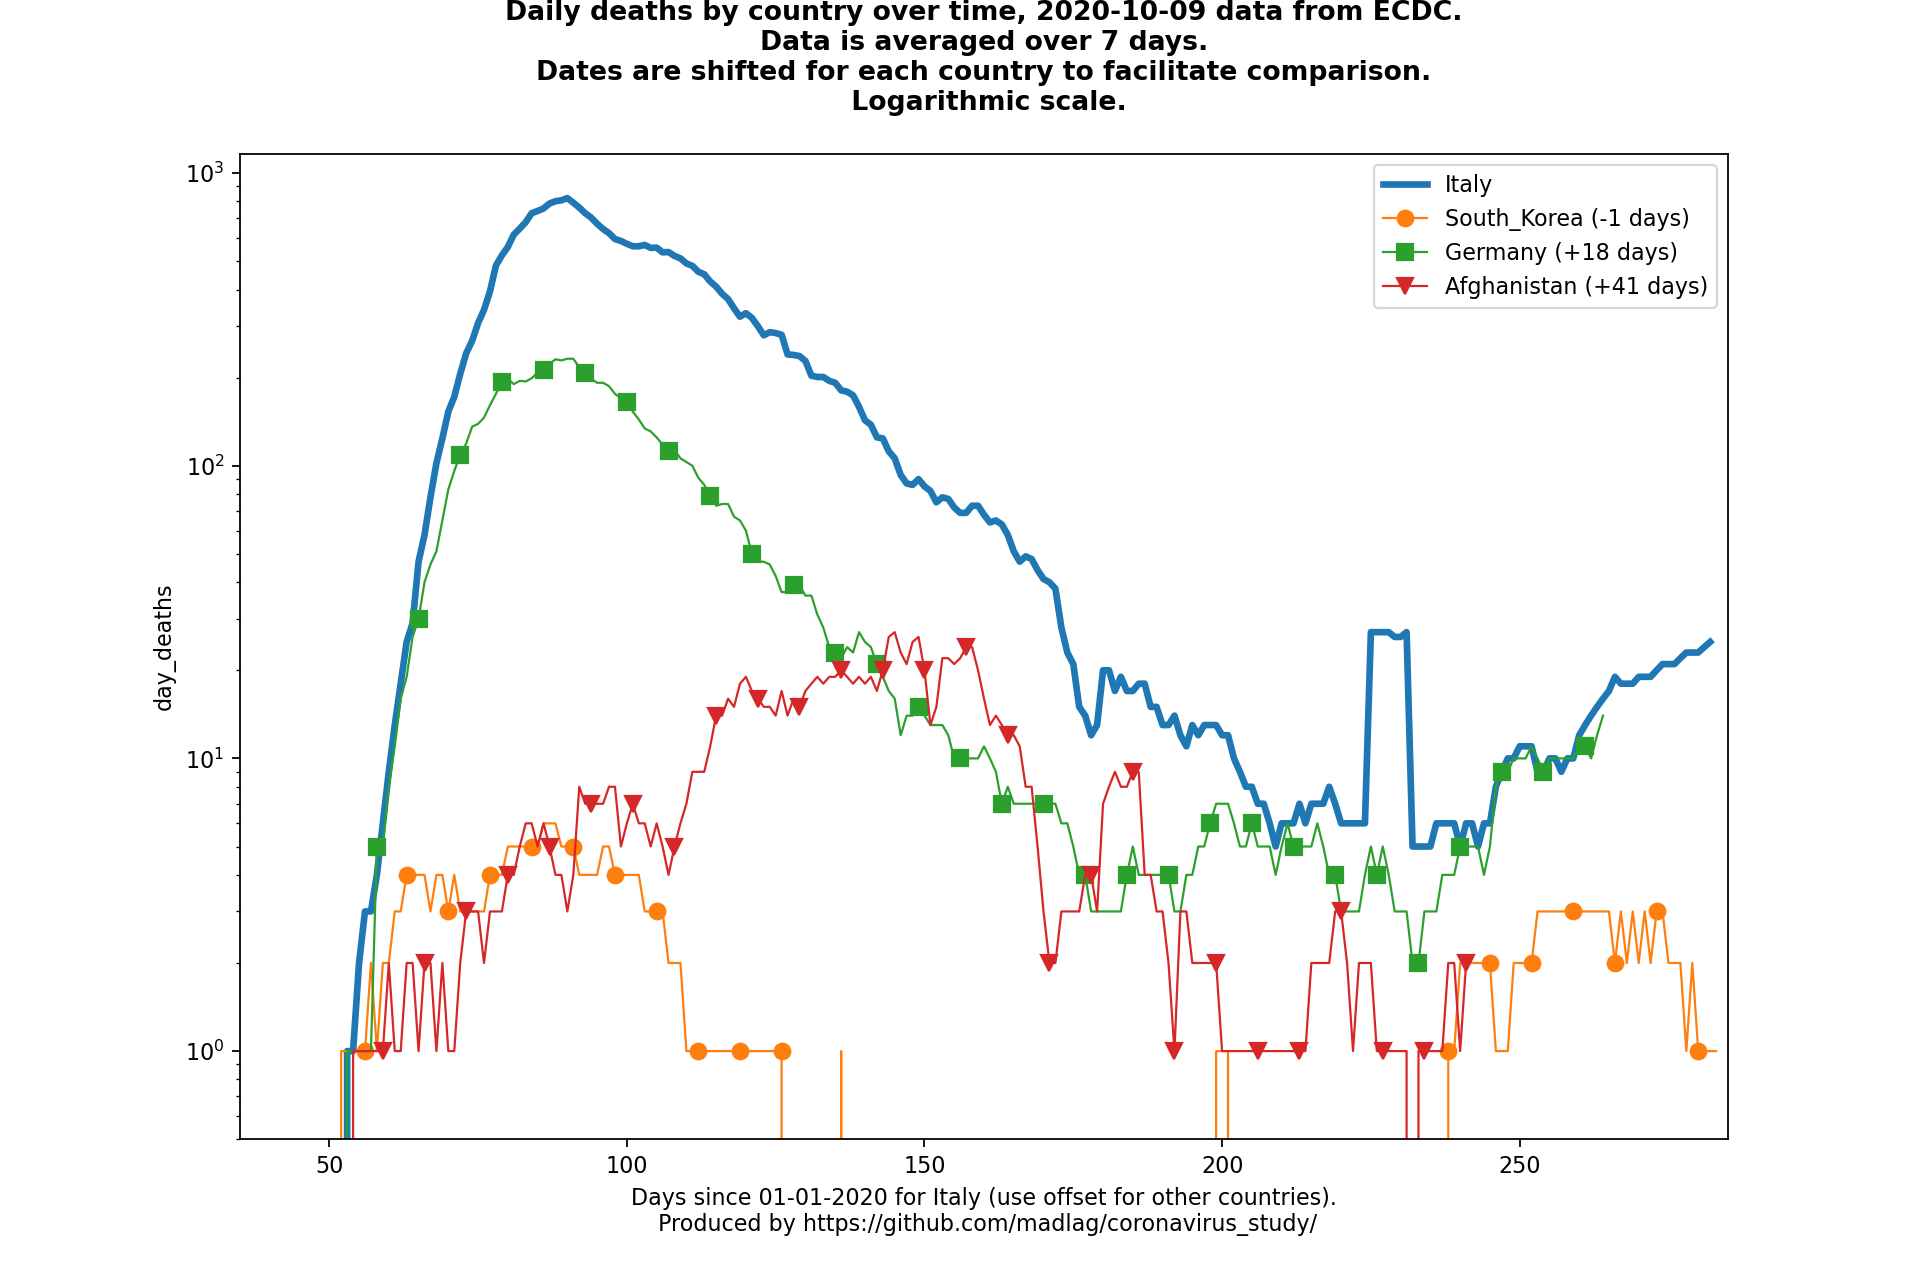 Daily deaths by country over time, 2020-10-09 data from ECDC.
Data is averaged over 7 days.
Dates are shifted for each country to facilitate comparison.
Logarithmic scale.
10³
10²
10¹
10⁰
day_deaths
Italy
South_Korea (-1 days)
Germany (+18 days)
Afghanistan (+41 days)
50 100 150 200 250
Days since 01-01-2020 for Italy (use offset for other countries).
Produced by https://github.com/madlag/coronavirus_study/